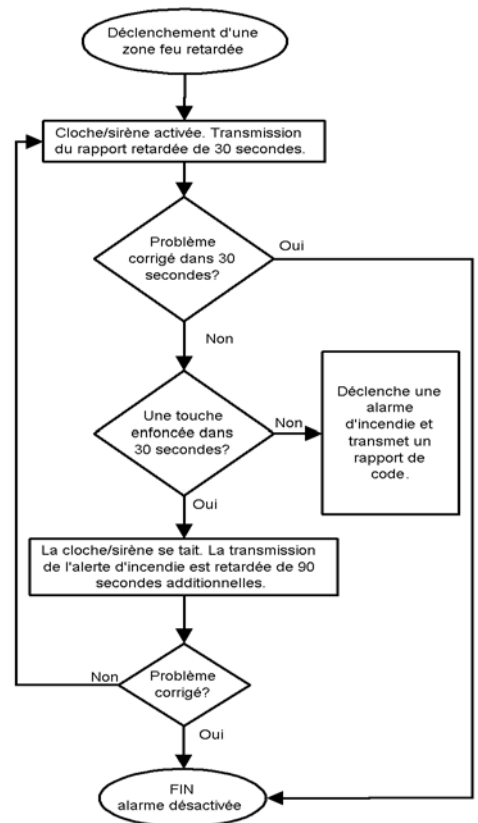 Déclenchement d'une
zone feu retardée
Cloche/sirène activée. Transmission
du rapport retardée de 30 secondes.
Problème
corrigé dans 30
secondes?
Oui
Non
Une touche
enfoncée dans
30 secondes?
Non
Déclenche une
alarme
d'incendie et
transmet un
rapport de
code.
Oui
La cloche/sirène se tait. La transmission
de l'alerte d'incendie est retardée de 90
secondes additionnelles.
Non
Problème
corrigé?
Oui
FIN
alarme désactivée